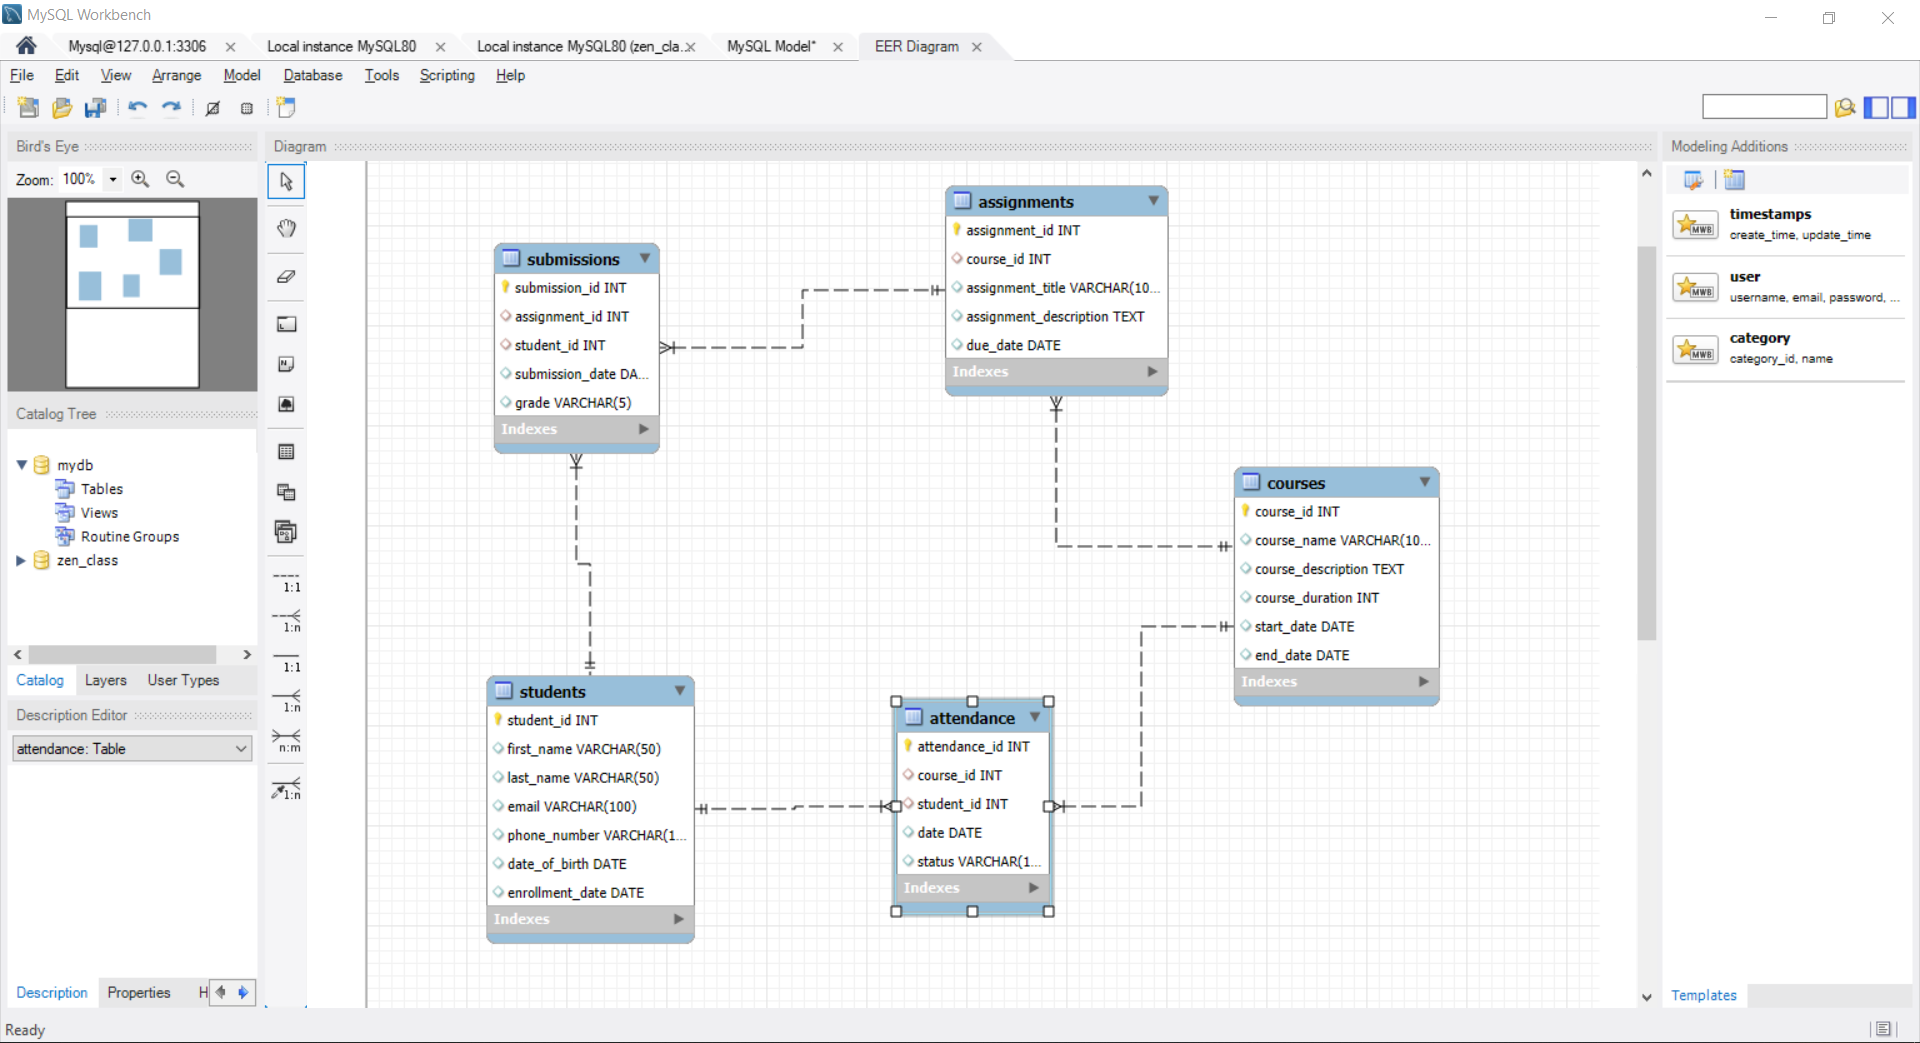 MySQL Workbench
Mysql@127.0.0.1:3306
Local instance MySQL80
Local instance MySQL80 (zen_cla..
MySQL Model*
EER Diagram
File Edit View Arrange Model Database Tools Scripting Help
Bird's Eye
Zoom: 100%
Catalog Tree
mydb
Tables
Views
Routine Groups
zen_class
Catalog Layers User Types
Description Editor
attendance: Table
Description Properties H
Diagram
1:1
1:n
1:1
1:n
n:m
1:n
submissions
submission_id INT
assignment_id INT
student_id INT
submission_date DA...
grade VARCHAR(5)
Indexes
assignments
assignment_id INT
course_id INT
assignment_title VARCHAR(10...
assignment_description TEXT
due_date DATE
Indexes
courses
course_id INT
course_name VARCHAR(10...
course_description TEXT
course_duration INT
start_date DATE
end_date DATE
Indexes
students
student_id INT
first_name VARCHAR(50)
last_name VARCHAR(50)
email VARCHAR(100)
phone_number VARCHAR(1...
date_of_birth DATE
enrollment_date DATE
Indexes
attendance
attendance_id INT
course_id INT
student_id INT
date DATE
status VARCHAR(1...
Indexes
Modeling Additions
MWB
timestamps
create_time, update_time
MWB
user
username, email, password, ...
MWB
category
category_id, name
Templates
Ready